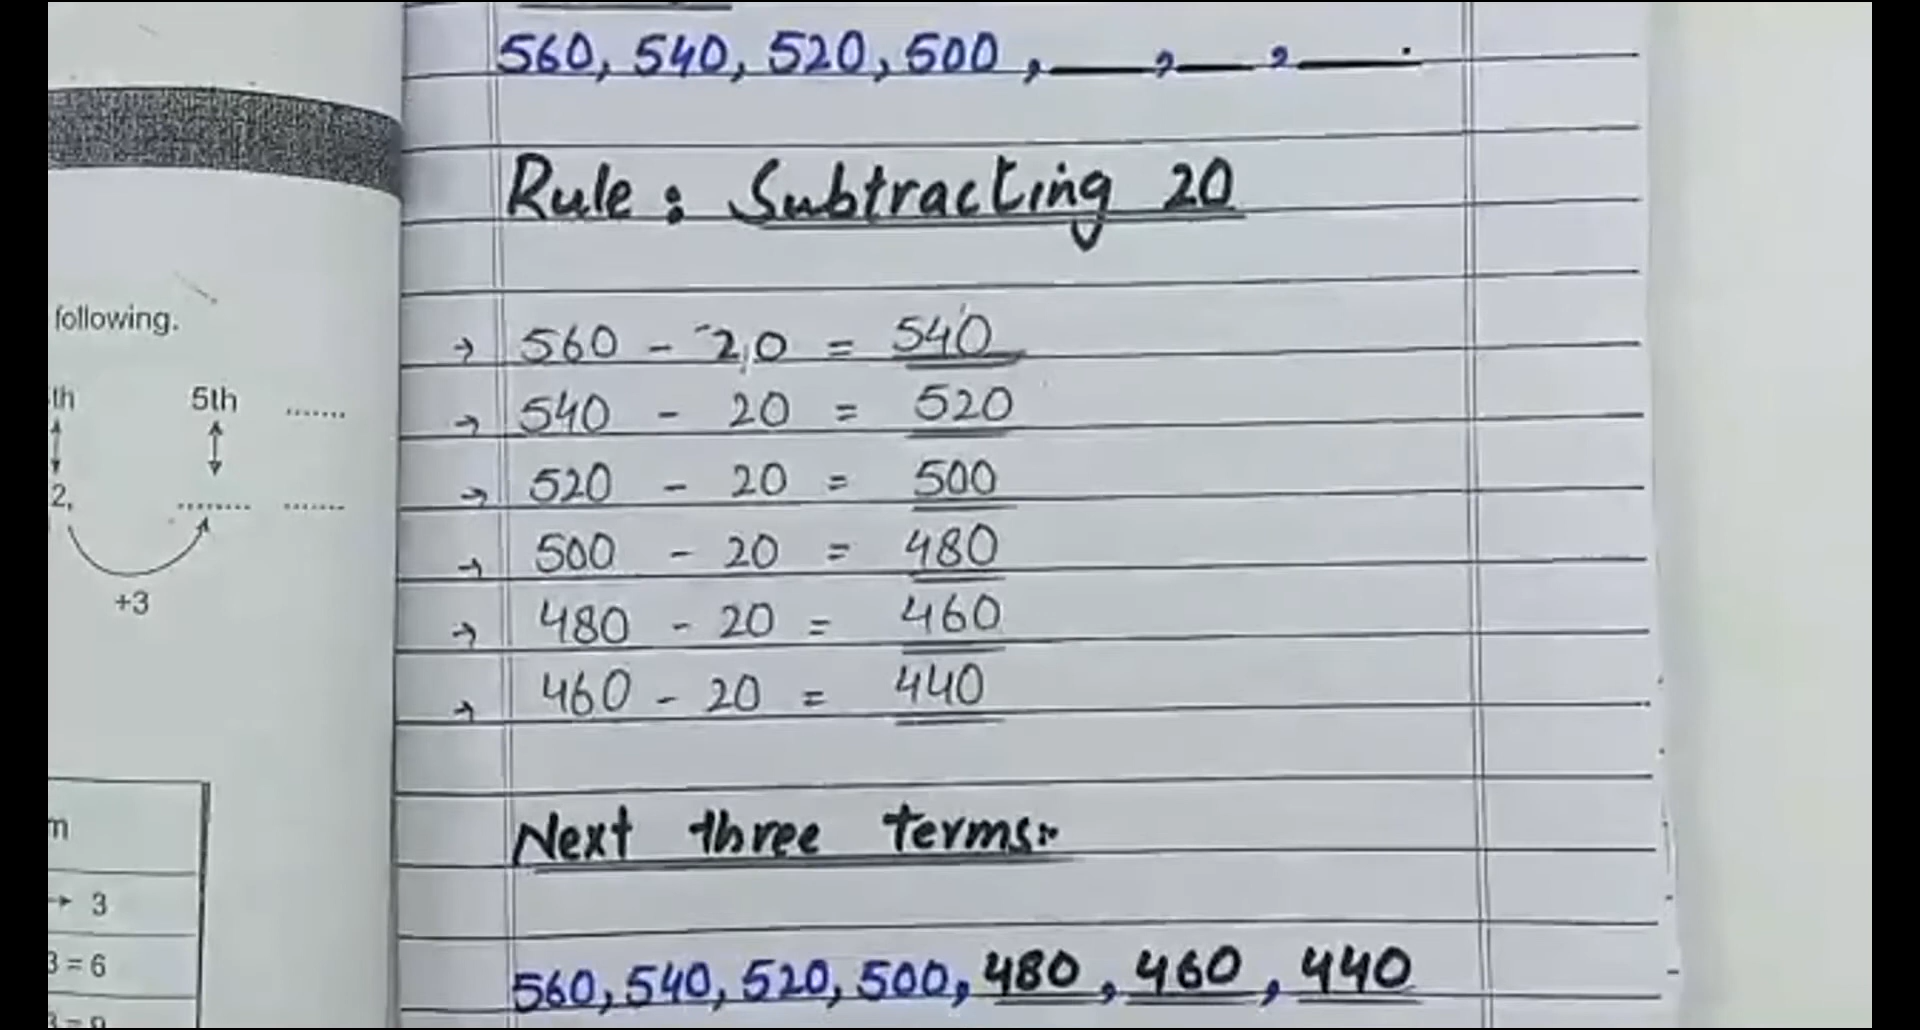 560, 540, 520, 500, ___, ___, ___.
Rule: Subtracting 20
→ 560 - 20 = 540
→ 540 - 20 = 520
→ 520 - 20 = 500
→ 500 - 20 = 480
→ 480 - 20 = 460
→ 460 - 20 = 440
Next three terms:-
560, 540, 520, 500, 480, 460, 440
following.
th 5th ......
2, ....... ......
+3
→ 3
3 = 6